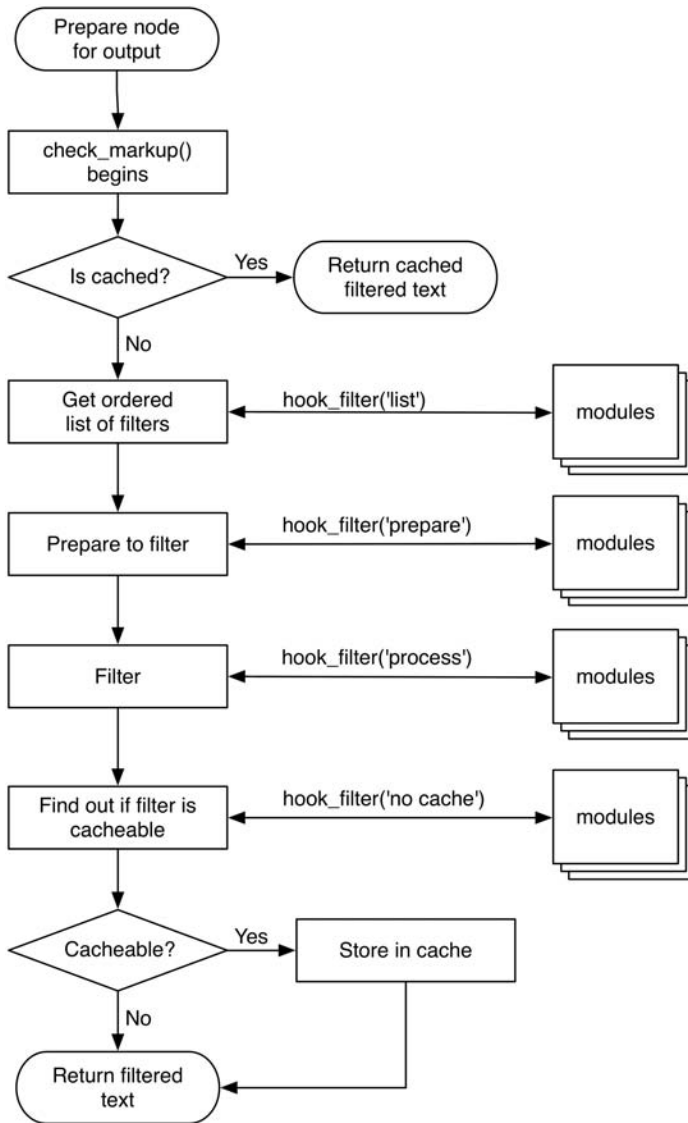 Prepare node
for output
check_markup()
begins
Is cached?
Yes
Return cached
filtered text
No
Get ordered
list of filters
hook_filter('list')
modules
Prepare to filter
hook_filter('prepare')
modules
Filter
hook_filter('process')
modules
Find out if filter is
cacheable
hook_filter('no cache')
modules
Cacheable?
Yes
Store in cache
No
Return filtered
text